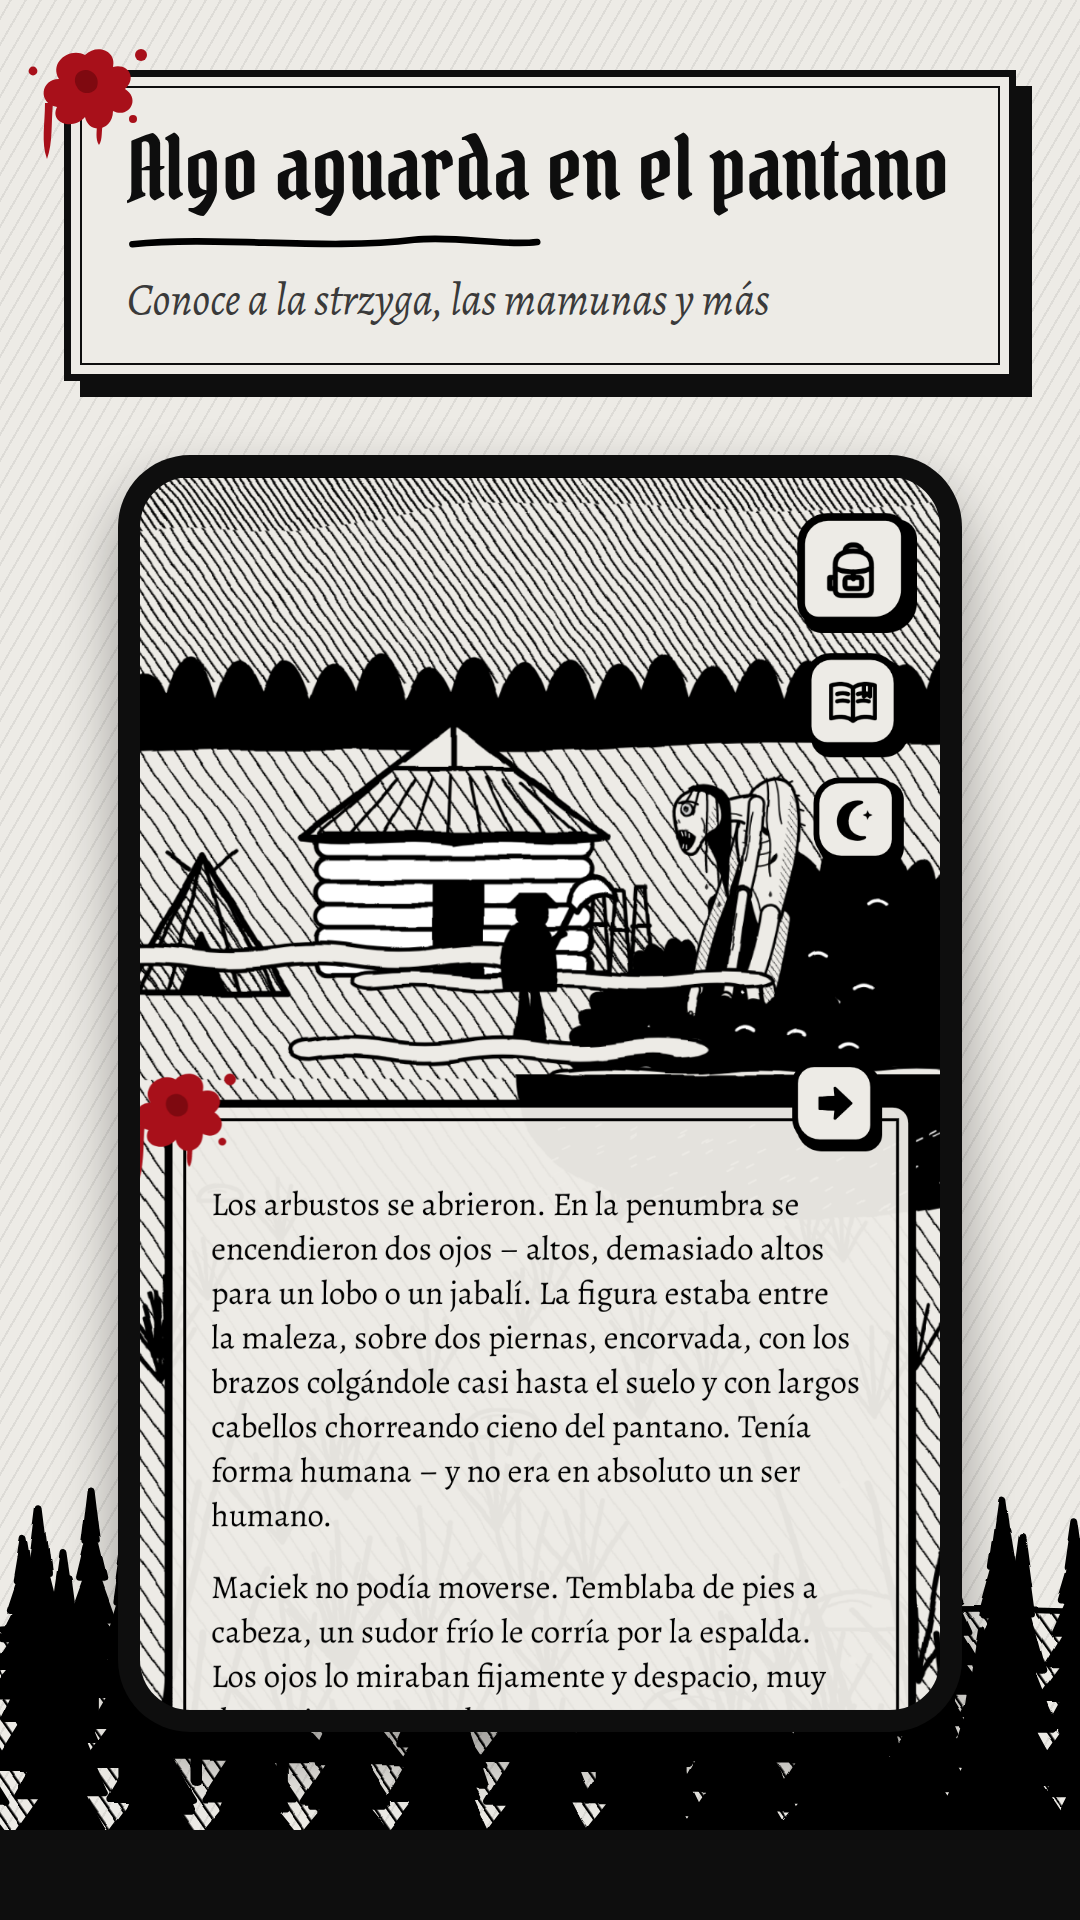 Algo aguarda en el pantano
Conoce a la strzyga, las mamunas y más
Los arbustos se abrieron. En la penumbra se
encendieron dos ojos – altos, demasiado altos
para un lobo o un jabalí. La figura estaba entre
la maleza, sobre dos piernas, encorvada, con los
brazos colgándole casi hasta el suelo y con largos
cabellos chorreando cieno del pantano. Tenía
forma humana – y no era en absoluto un ser
humano.
Maciek no podía moverse. Temblaba de pies a
cabeza, un sudor frío le corría por la espalda.
Los ojos lo miraban fijamente y despacio, muy